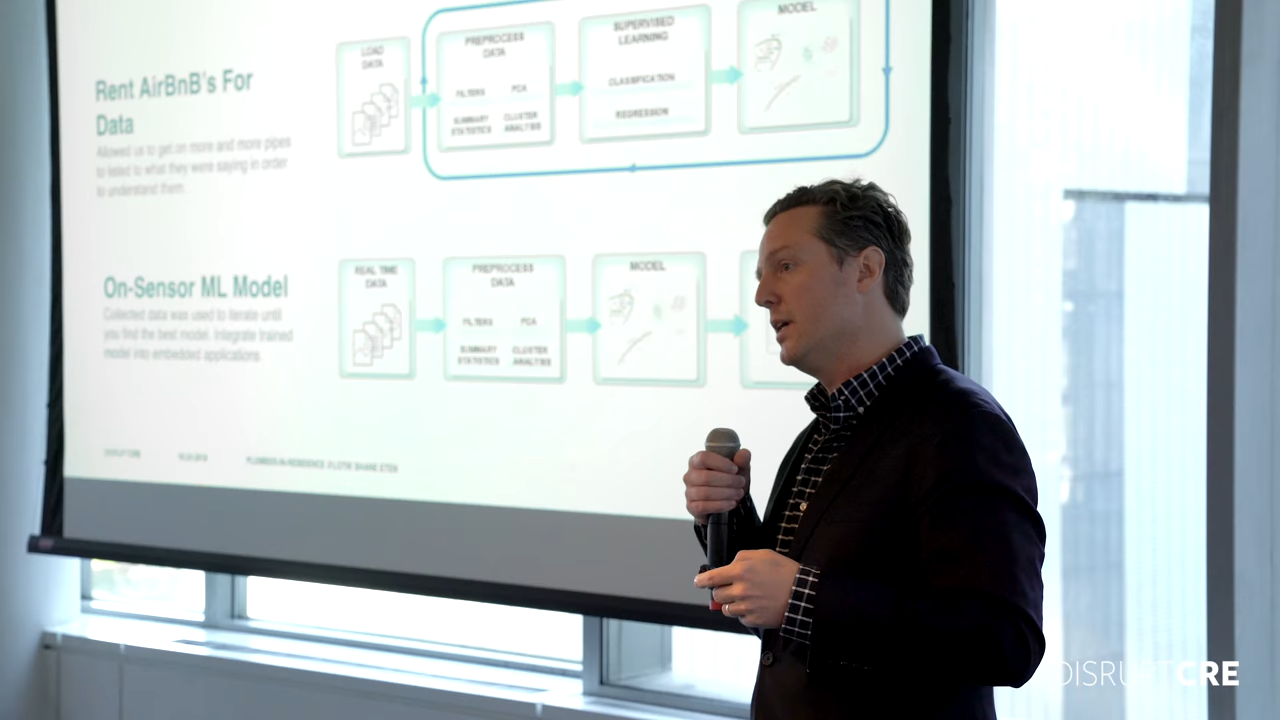 Rent AirBnB's For
Data
Allowed us to get on more and more pipes
to listed to what they were saying in order
to understand them.
LOAD
DATA
PREPROCESS
DATA
FILTERS PCA
SUMMARY
STATISTICS
CLUSTER
ANALYSIS
SUPERVISED
LEARNING
CLASSIFICATION
REGRESSION
MODEL
On-Sensor ML Model
Collected data was used to iterate until
you find the best model. Integrate trained
model into embedded applications
REAL TIME
DATA
PREPROCESS
DATA
FILTERS PCA
SUMMARY
STATISTICS
CLUSTER
ANALYSIS
MODEL
DISRUPTCRE